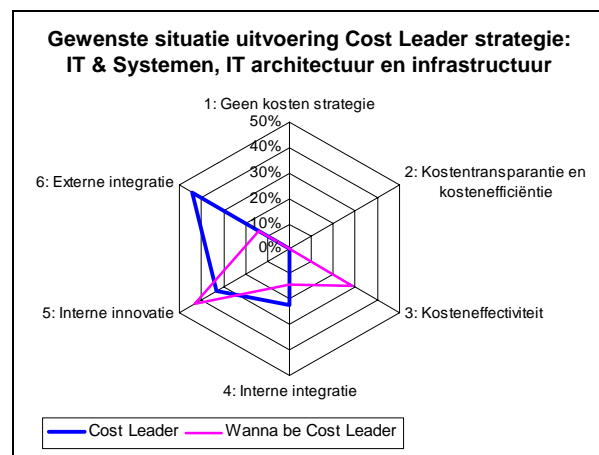 Gewenste situatie uitvoering Cost Leader strategie:
IT & Systemen, IT architectuur en infrastructuur
1: Geen kosten strategie
50%
40%
30%
20%
10%
0%
2: Kostentransparantie en
kostenefficiëntie
3: Kosteneffectiviteit
4: Interne integratie
5: Interne innovatie
6: Externe integratie
Cost Leader
Wanna be Cost Leader